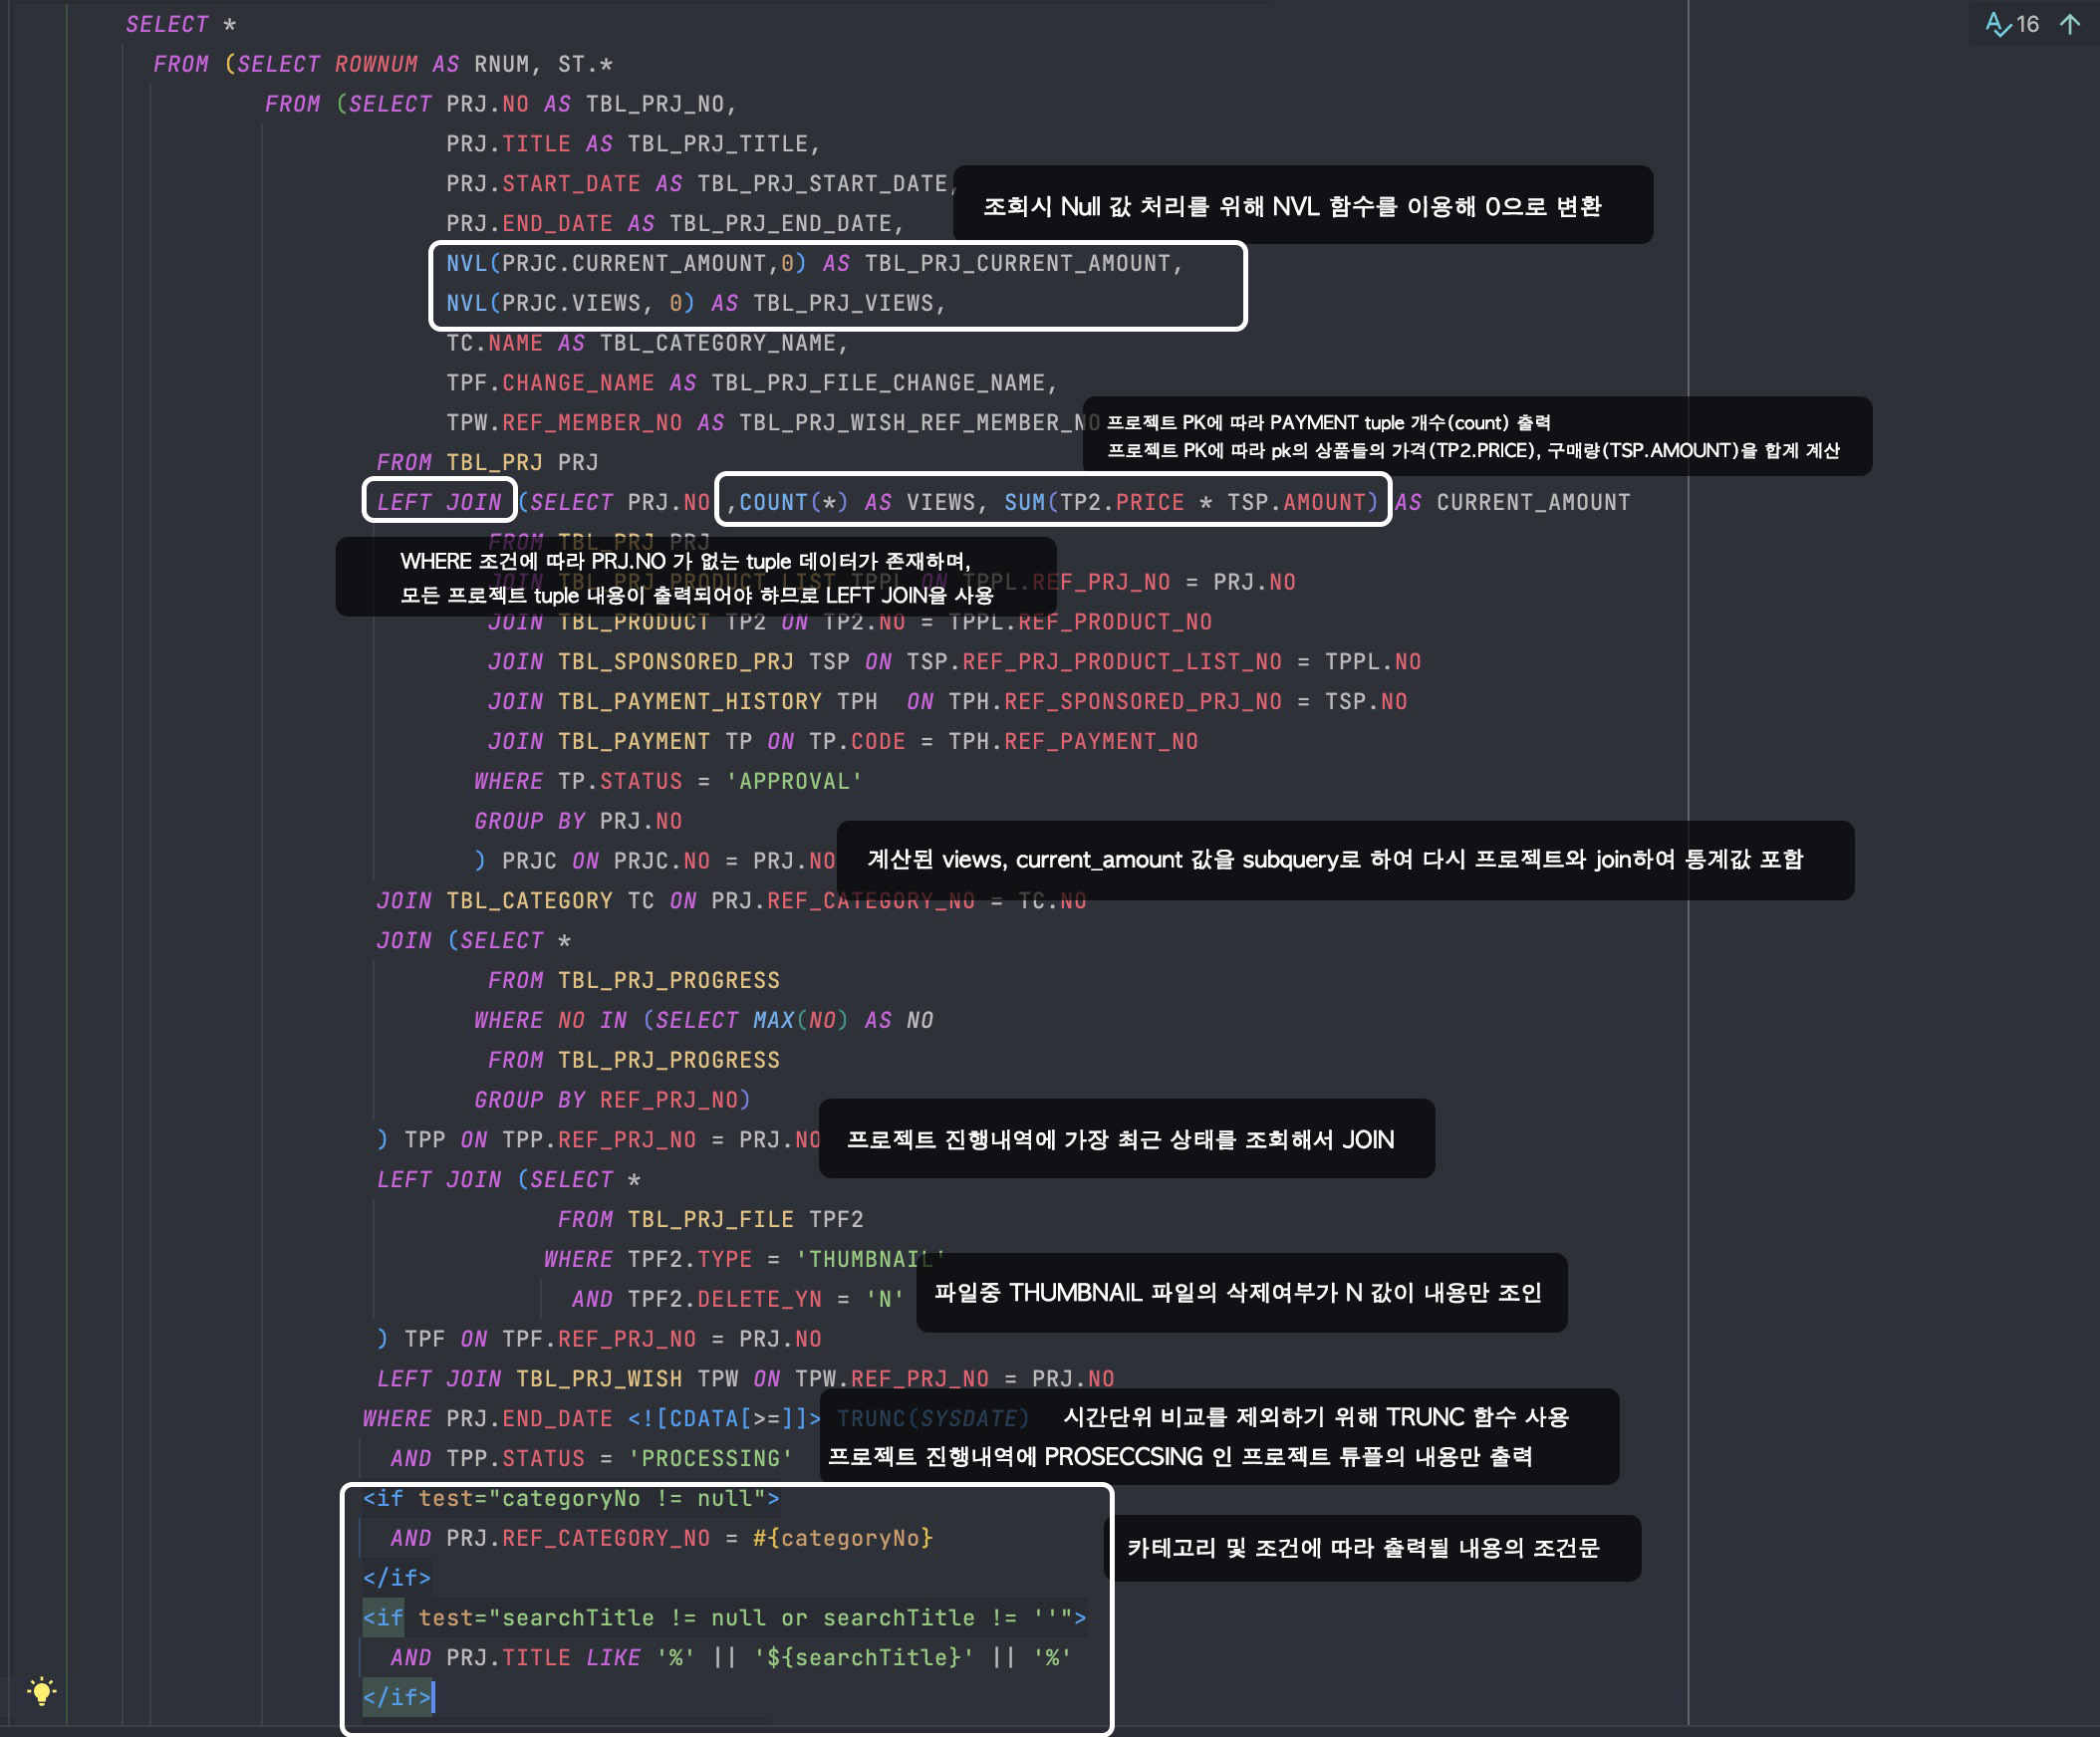 SELECT *
16
FROM (SELECT ROWNUM AS RNUM, ST.*
FROM (SELECT PRJ.NO AS TBL_PRJ_NO,
PRJ.TITLE AS TBL_PRJ_TITLE,
PRJ.START_DATE AS TBL_PRJ_START_DATE,
조회시 Null 값 처리를 위해 NVL 함수를 이용해 0으로 변환
PRJ.END_DATE AS TBL_PRJ_END_DATE,
NVL(PRJC.CURRENT_AMOUNT,0) AS TBL_PRJ_CURRENT_AMOUNT,
NVL(PRJC.VIEWS, 0) AS TBL_PRJ_VIEWS,
TC.NAME AS TBL_CATEGORY_NAME,
TPF.CHANGE_NAME AS TBL_PRJ_FILE_CHANGE_NAME,
TPW.REF_MEMBER_NO AS TBL_PRJ_WISH_REF_MEMBER_NO
프로젝트 PK에 따라 PAYMENT tuple 개수(count) 출력
프로젝트 PK에 따라 pk의 상품들의 가격(TP2.PRICE), 구매량(TSP.AMOUNT)을 합계 계산
FROM TBL_PRJ PRJ
LEFT JOIN (SELECT PRJ.NO ,COUNT(*) AS VIEWS, SUM(TP2.PRICE * TSP.AMOUNT) AS CURRENT_AMOUNT
FROM TBL_PRJ PRJ
WHERE 조건에 따라 PRJ.NO 가 없는 tuple 데이터가 존재하며,
JOIN TBL_PRJ_PRODUCT_LIST TPPL ON TPPL.REF_PRJ_NO = PRJ.NO
모든 프로젝트 tuple 내용이 출력되어야 하므로 LEFT JOIN을 사용
JOIN TBL_PRODUCT TP2 ON TP2.NO = TPPL.REF_PRODUCT_NO
JOIN TBL_SPONSORED_PRJ TSP ON TSP.REF_PRJ_PRODUCT_LIST_NO = TPPL.NO
JOIN TBL_PAYMENT_HISTORY TPH ON TPH.REF_SPONSORED_PRJ_NO = TSP.NO
JOIN TBL_PAYMENT TP ON TP.CODE = TPH.REF_PAYMENT_NO
WHERE TP.STATUS = 'APPROVAL'
GROUP BY PRJ.NO
) PRJC ON PRJC.NO = PRJ.NO
계산된 views, current_amount 값을 subquery로 하여 다시 프로젝트와 join하여 통계값 포함
JOIN TBL_CATEGORY TC ON PRJ.REF_CATEGORY_NO = TC.NO
JOIN (SELECT *
FROM TBL_PRJ_PROGRESS
WHERE NO IN (SELECT MAX(NO) AS NO
FROM TBL_PRJ_PROGRESS
GROUP BY REF_PRJ_NO)
) TPP ON TPP.REF_PRJ_NO = PRJ.NO
프로젝트 진행내역에 가장 최근 상태를 조회해서 JOIN
LEFT JOIN (SELECT *
FROM TBL_PRJ_FILE TPF2
WHERE TPF2.TYPE = 'THUMBNAIL'
AND TPF2.DELETE_YN = 'N'
파일중 THUMBNAIL 파일의 삭제여부가 N 값이 내용만 조인
) TPF ON TPF.REF_PRJ_NO = PRJ.NO
LEFT JOIN TBL_PRJ_WISH TPW ON TPW.REF_PRJ_NO = PRJ.NO
WHERE PRJ.END_DATE <![CDATA[>=]]> TRUNC(SYSDATE)
시간단위 비교를 제외하기 위해 TRUNC 함수 사용
AND TPP.STATUS = 'PROCESSING'
프로젝트 진행내역에 PROSECCSING 인 프로젝트 튜플의 내용만 출력
<if test="categoryNo != null">
AND PRJ.REF_CATEGORY_NO = #{categoryNo}
카테고리 및 조건에 따라 출력될 내용의 조건문
</if>
<if test="searchTitle != null or searchTitle != ''">
AND PRJ.TITLE LIKE '%' || '${searchTitle}' || '%'
</if>